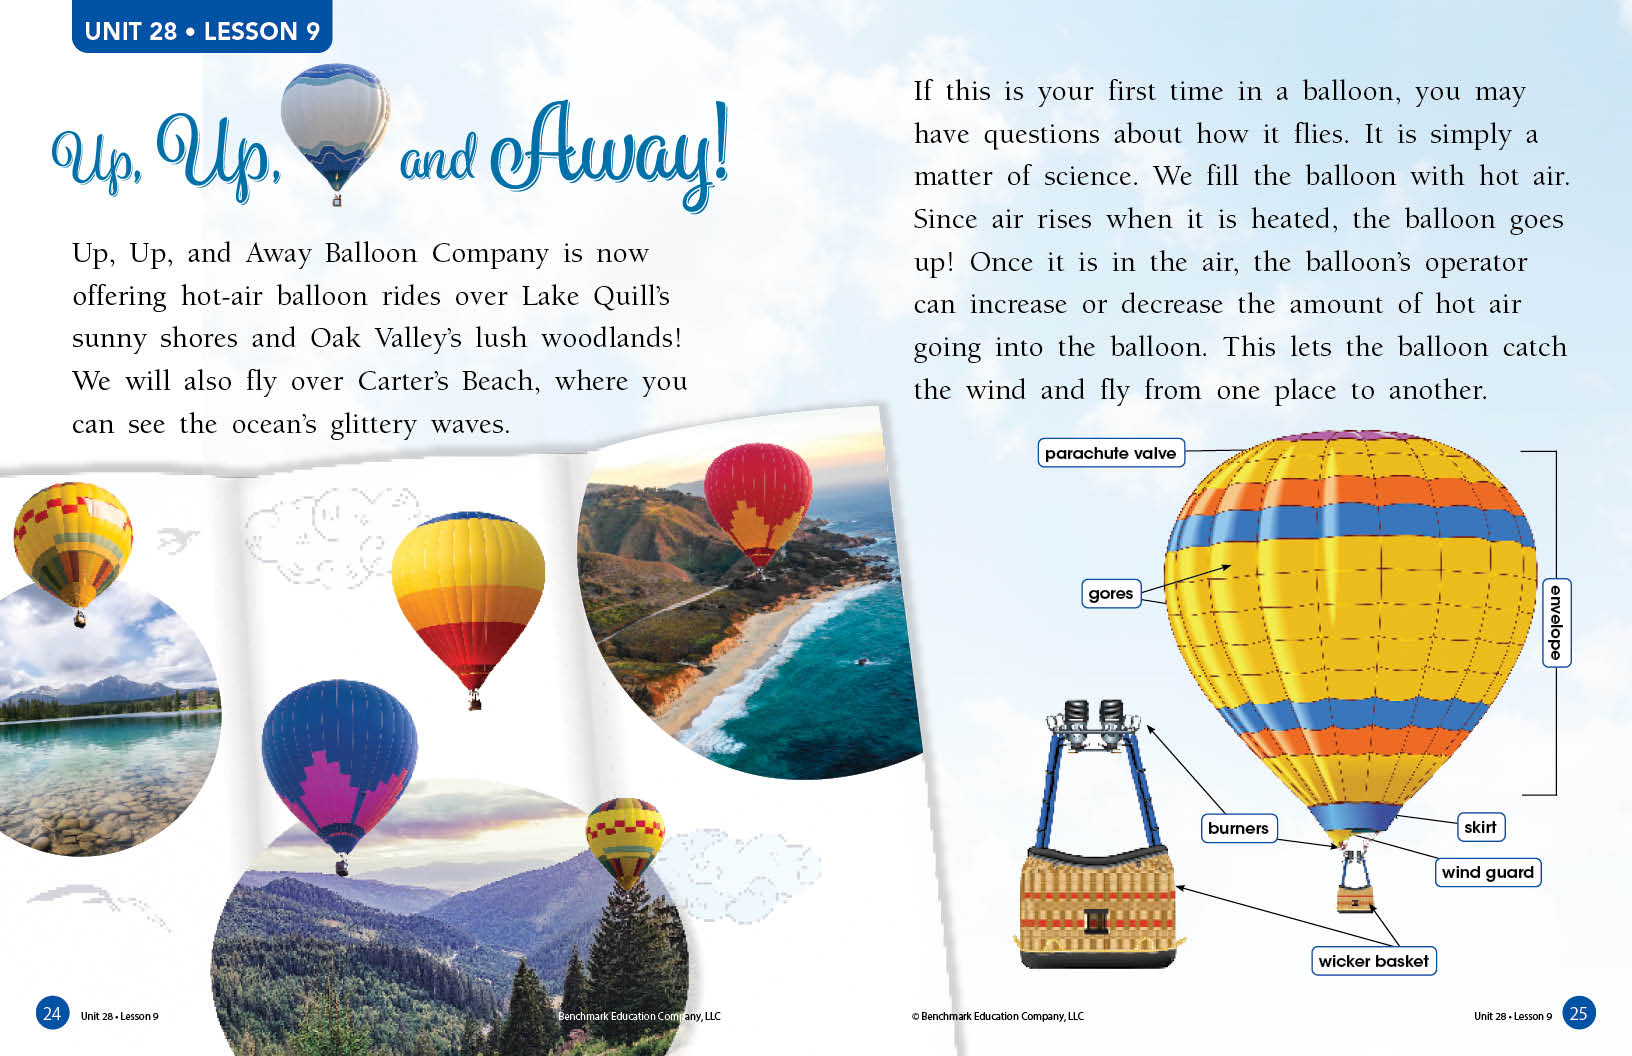 UNIT 28 • LESSON 9
Up, Up, and Away!
Up, Up, and Away Balloon Company is now
offering hot-air balloon rides over Lake Quill’s
sunny shores and Oak Valley’s lush woodlands!
We will also fly over Carter’s Beach, where you
can see the ocean’s glittery waves.
24
Unit 28 • Lesson 9
Benchmark Education Company, LLC
If this is your first time in a balloon, you may
have questions about how it flies. It is simply a
matter of science. We fill the balloon with hot air.
Since air rises when it is heated, the balloon goes
up! Once it is in the air, the balloon’s operator
can increase or decrease the amount of hot air
going into the balloon. This lets the balloon catch
the wind and fly from one place to another.
parachute valve
gores
envelope
burners
skirt
wind guard
wicker basket
© Benchmark Education Company, LLC
Unit 28 • Lesson 9
25